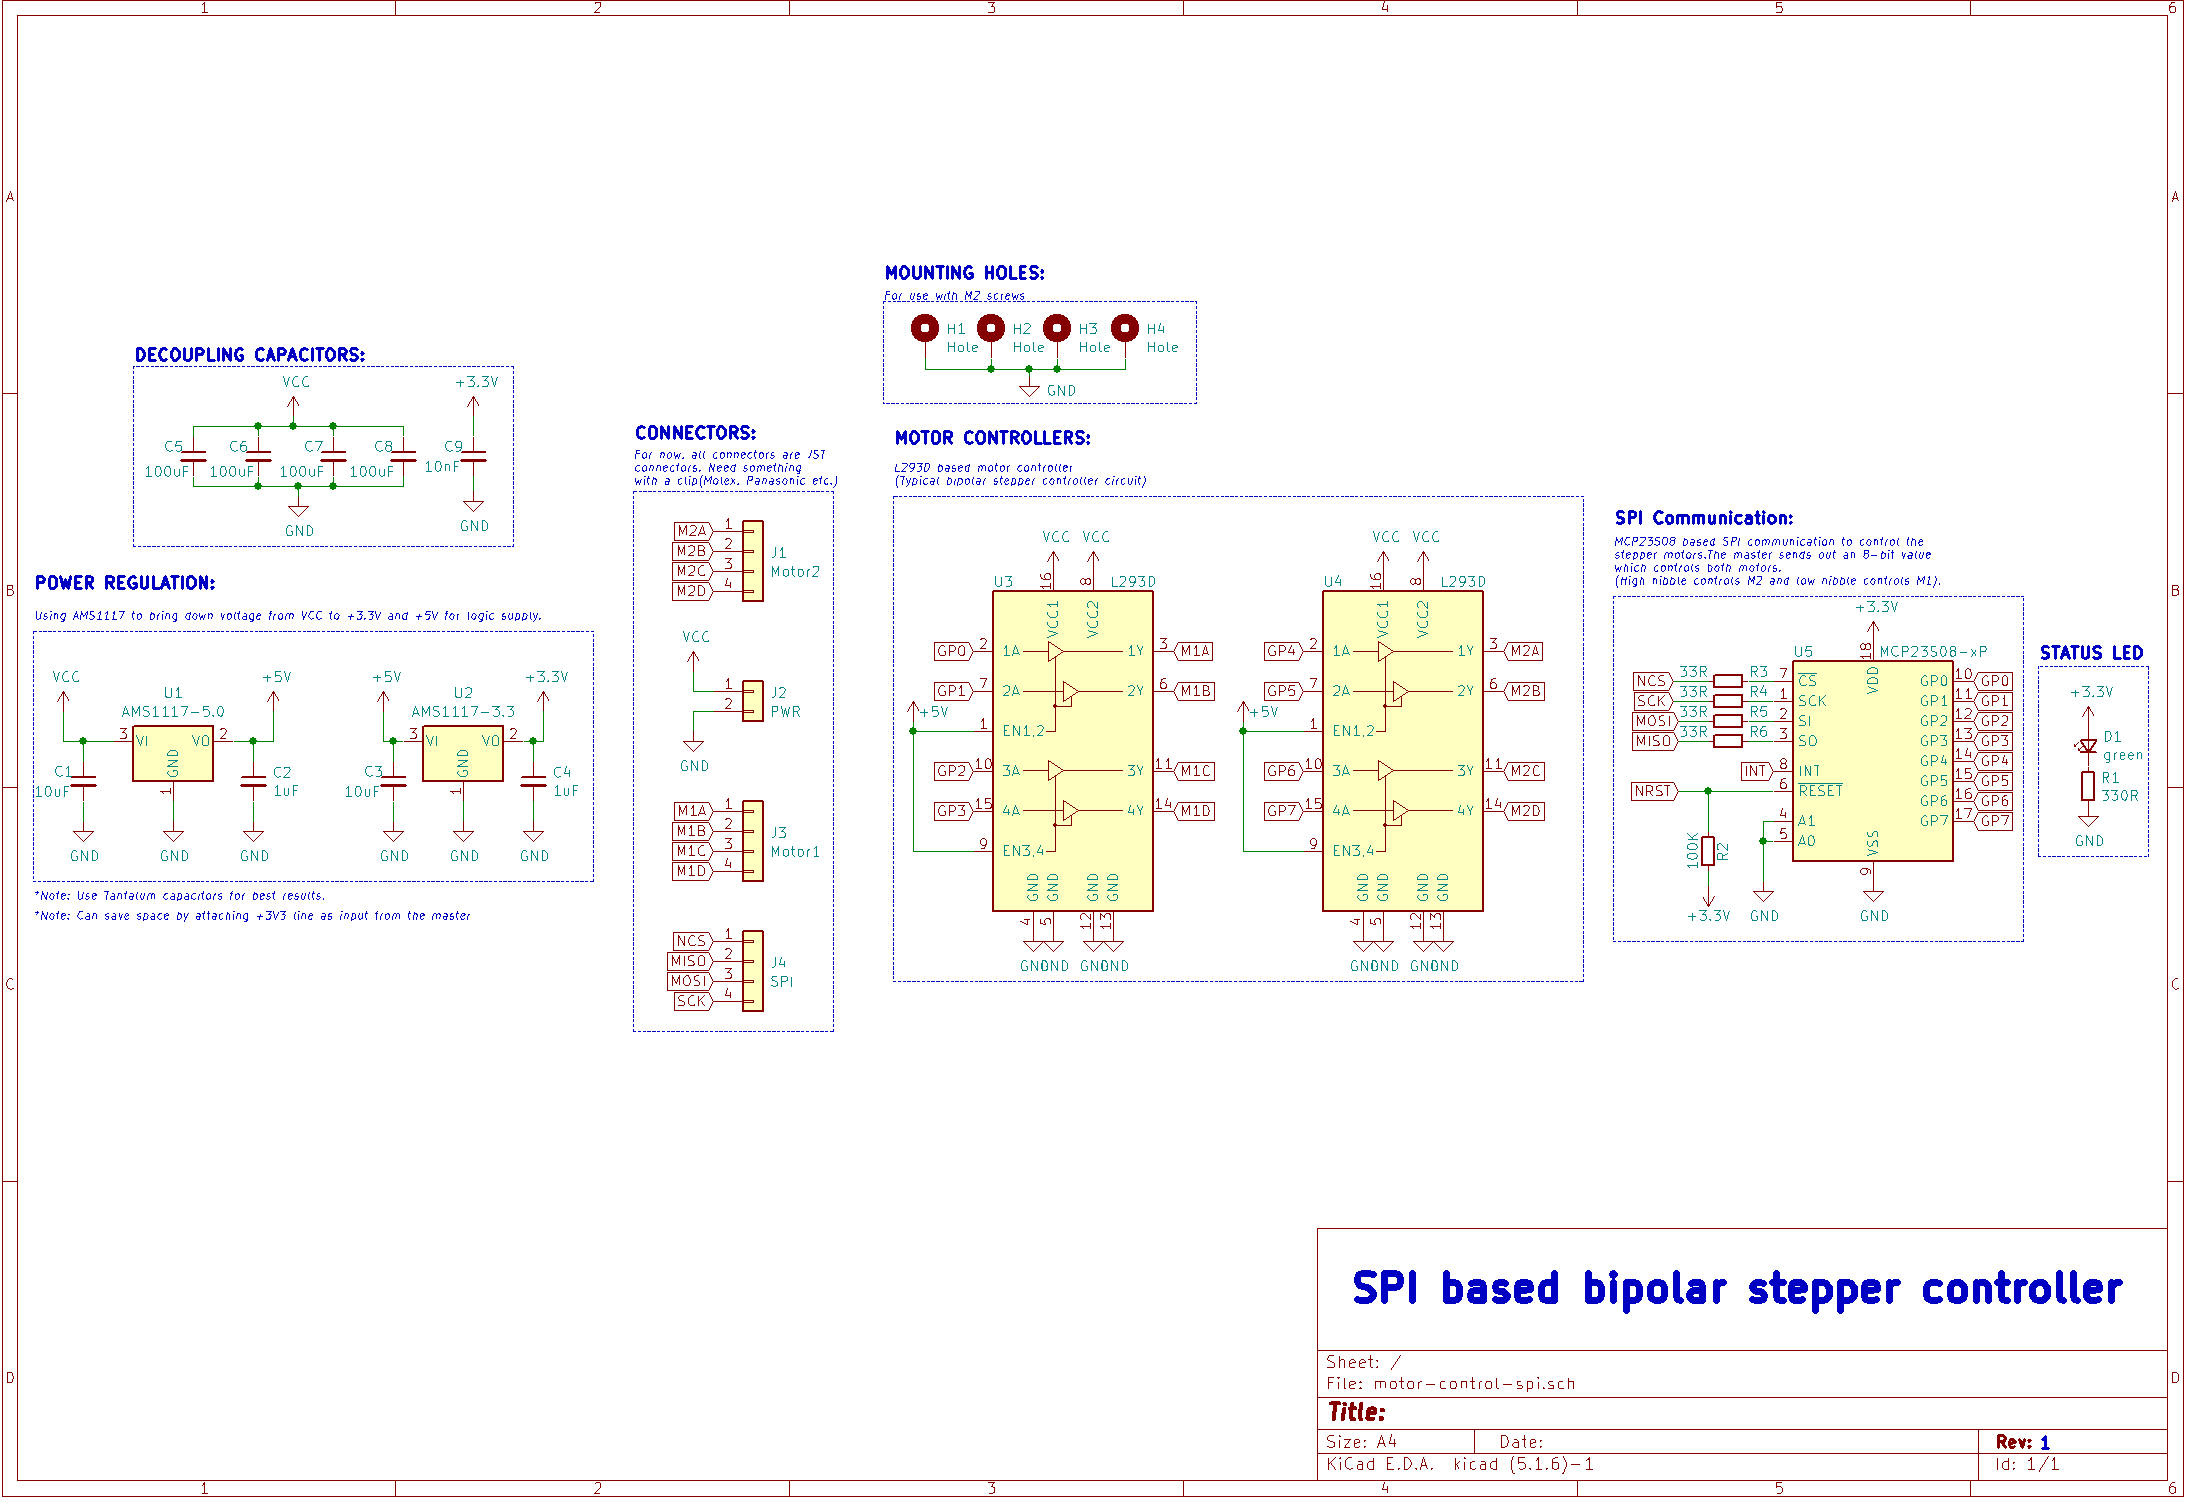 1 2 3 4 5 6
A A
B B
C C
D D
MOUNTING HOLES:
For use with M2 screws
H1 H2 H3 H4
Hole Hole Hole Hole
GND
DECOUPLING CAPACITORS:
VCC +3.3V
C5 C6 C7 C8 C9
100uF 100uF 100uF 100uF 10nF
GND GND
POWER REGULATION:
Using AMS1117 to bring down voltage from VCC to +3.3V and +5V for logic supply.
VCC +5V +5V +3.3V
U1 U2
AMS1117-5.0 AMS1117-3.3
3 VI VO 2 3 VI VO 2
GND GND
1 1
C1 C2 C3 C4
10uF 1uF 10uF 1uF
GND GND GND GND GND GND
*Note: Use Tantalum capacitors for best results.
*Note: Can save space by attaching +3V3 line as input from the master
CONNECTORS:
For now, all connectors are JST
connectors. Need something
with a clip(Molex, Panasonic etc.)
M2A 1
M2B 2
M2C 3
M2D 4
J1
Motor2
VCC
1
2
J2
PWR
GND
M1A 1
M1B 2
M1C 3
M1D 4
J3
Motor1
NCS 1
MISO 2
MOSI 3
SCK 4
J4
SPI
MOTOR CONTROLLERS:
L293D based motor controller
(Typical bipolar stepper controller circuit)
VCC VCC
16 8
U3 L293D
VCC1 VCC2
GP0 2 1A 1Y 3 M1A
GP1 7 2A 2Y 6 M1B
+5V
1 EN1,2
GP2 10 3A 3Y 11 M1C
GP3 15 4A 4Y 14 M1D
9 EN3,4
GND GND GND GND
4 5 12 13
GND GND GND GND
VCC VCC
16 8
U4 L293D
VCC1 VCC2
GP4 2 1A 1Y 3 M2A
GP5 7 2A 2Y 6 M2B
+5V
1 EN1,2
GP6 10 3A 3Y 11 M2C
GP7 15 4A 4Y 14 M2D
9 EN3,4
GND GND GND GND
4 5 12 13
GND GND GND GND
SPI Communication:
MCP23S08 based SPI communication to control the
stepper motors.The master sends out an 8-bit value
which controls both motors.
(High nibble controls M2 and low nibble controls M1).
+3.3V
18
U5 MCP23S08-xP
VDD
NCS 33R R3 7 CS GP0 10 GP0
SCK 33R R4 1 SCK GP1 11 GP1
MOSI 33R R5 2 SI GP2 12 GP2
MISO 33R R6 3 SO GP3 13 GP3
GP4 14 GP4
INT 8 INT GP5 15 GP5
NRST 6 RESET GP6 16 GP6
4 A1 GP7 17 GP7
5 A0
VSS
9
100K R2
+3.3V GND GND
STATUS LED
+3.3V
D1
green
R1
330R
GND
SPI based bipolar stepper controller
Sheet: /
File: motor-control-spi.sch
Title:
Size: A4 Date: Rev: 1
KiCad E.D.A. kicad (5.1.6)-1 Id: 1/1
1 2 3 4 5 6